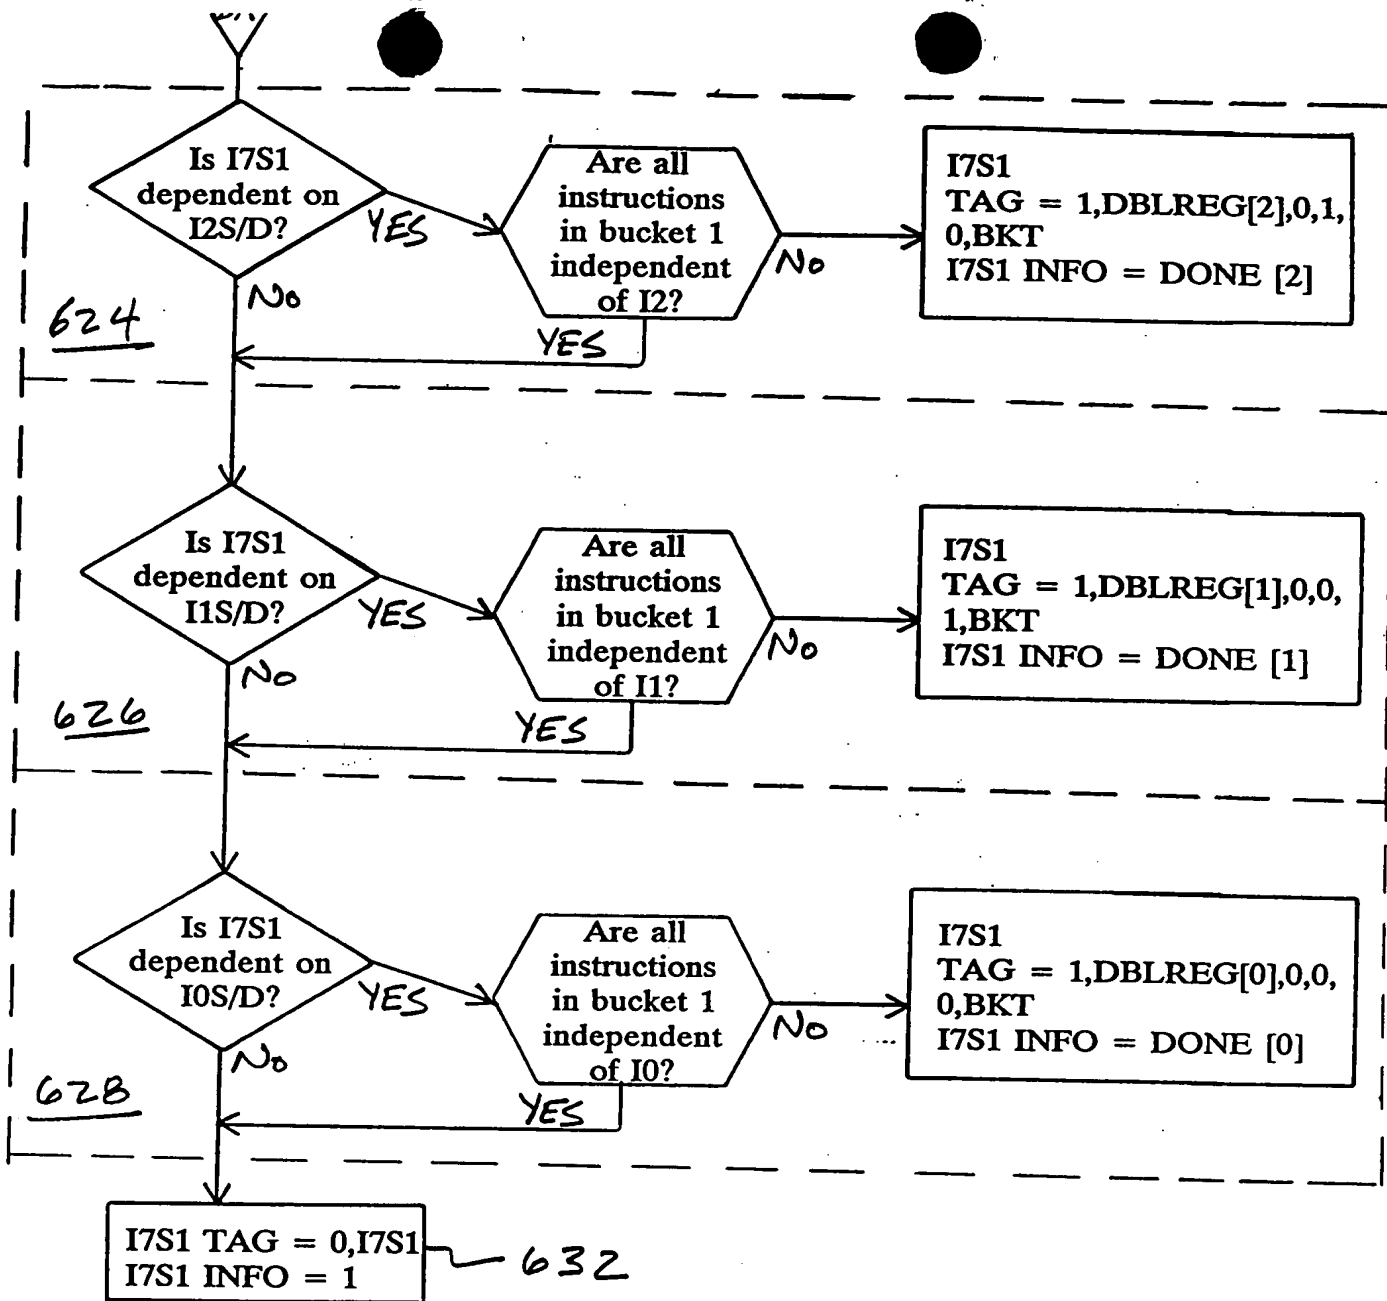 Is I7S1
dependent on
I2S/D?
YES
No
Are all
instructions
in bucket 1
independent
of I2?
No
YES
I7S1
TAG = 1,DBLREG[2],0,1,
0,BKT
I7S1 INFO = DONE [2]
624
Is I7S1
dependent on
I1S/D?
YES
No
Are all
instructions
in bucket 1
independent
of I1?
No
YES
I7S1
TAG = 1,DBLREG[1],0,0,
1,BKT
I7S1 INFO = DONE [1]
626
Is I7S1
dependent on
I0S/D?
YES
No
Are all
instructions
in bucket 1
independent
of I0?
No
YES
I7S1
TAG = 1,DBLREG[0],0,0,
0,BKT
I7S1 INFO = DONE [0]
628
I7S1 TAG = 0,I7S1
I7S1 INFO = 1
632